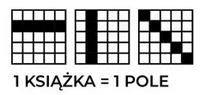 1 KSIĄŻKA = 1 POLE